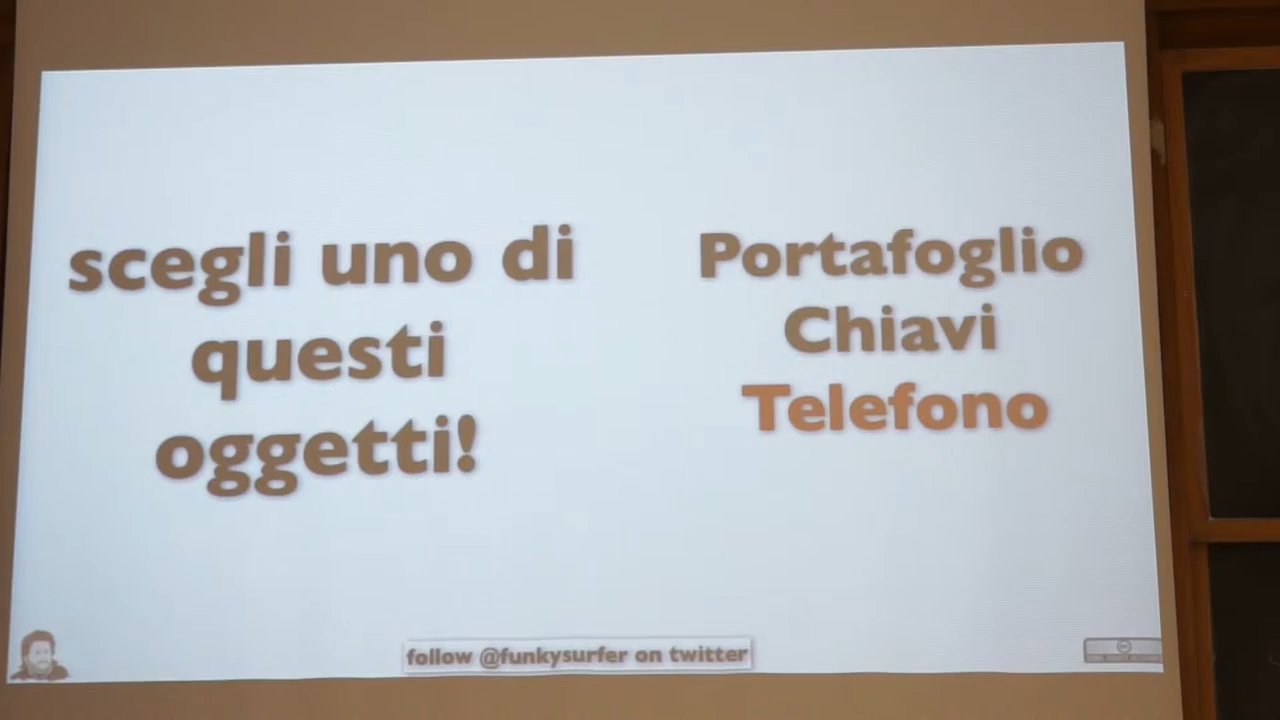 scegli uno di
questi
oggetti!
Portafoglio
Chiavi
Telefono
follow @funkysurfer on twitter